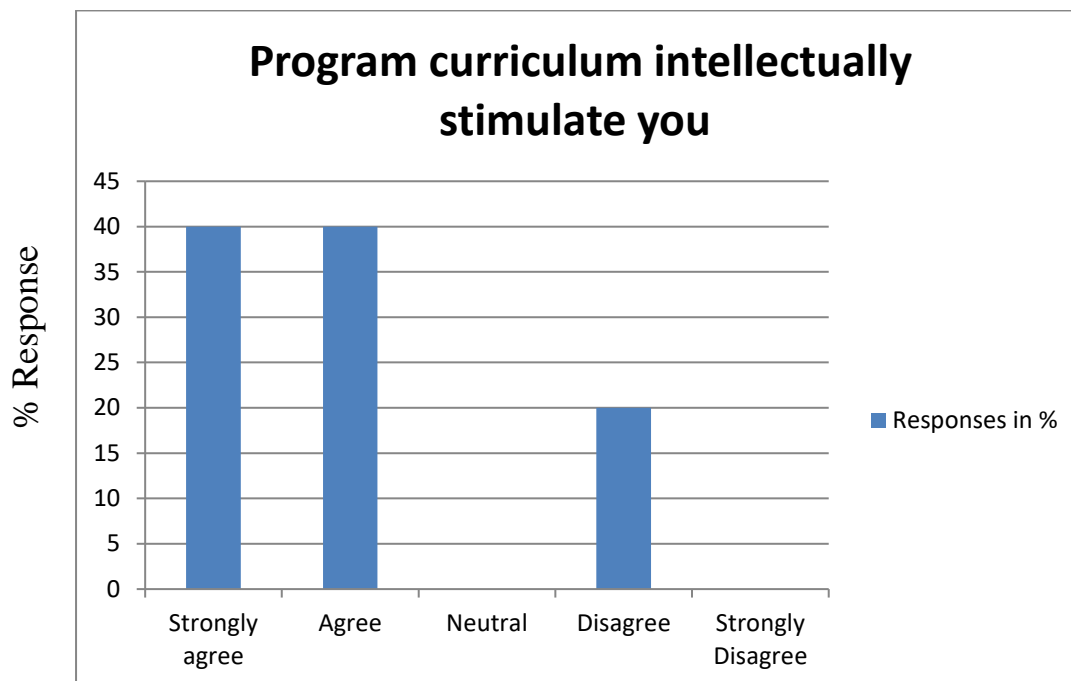 Program curriculum intellectually
stimulate you
% Response
45
40
35
30
25
20
15
10
5
0
Strongly
agree
Agree
Neutral
Disagree
Strongly
Disagree
Responses in %